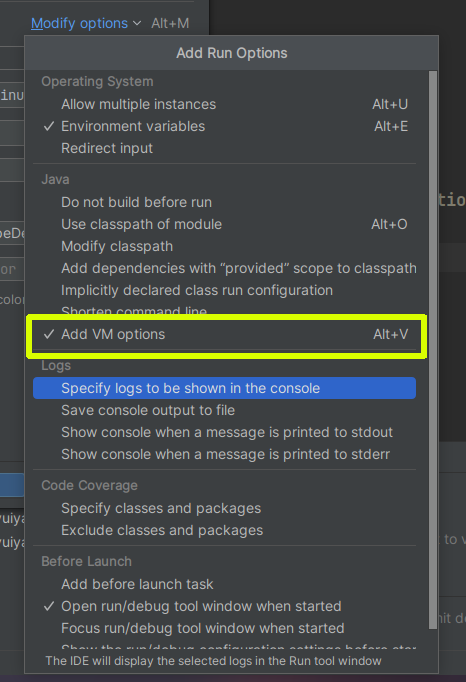 Modify options Alt+M
Add Run Options
Operating System
Allow multiple instances Alt+U
Environment variables Alt+E
Redirect input
Java
Do not build before run
Use classpath of module Alt+O
Modify classpath
Add dependencies with “provided” scope to classpath
Implicitly declared class run configuration
Shorten command line
Add VM options Alt+V
Logs
Specify logs to be shown in the console
Save console output to file
Show console when a message is printed to stdout
Show console when a message is printed to stderr
Code Coverage
Specify classes and packages
Exclude classes and packages
Before Launch
Add before launch task
Open run/debug tool window when started
Focus run/debug tool window when started
Show the run/debug configuration settings before
The IDE will display the selected logs in the Run tool window